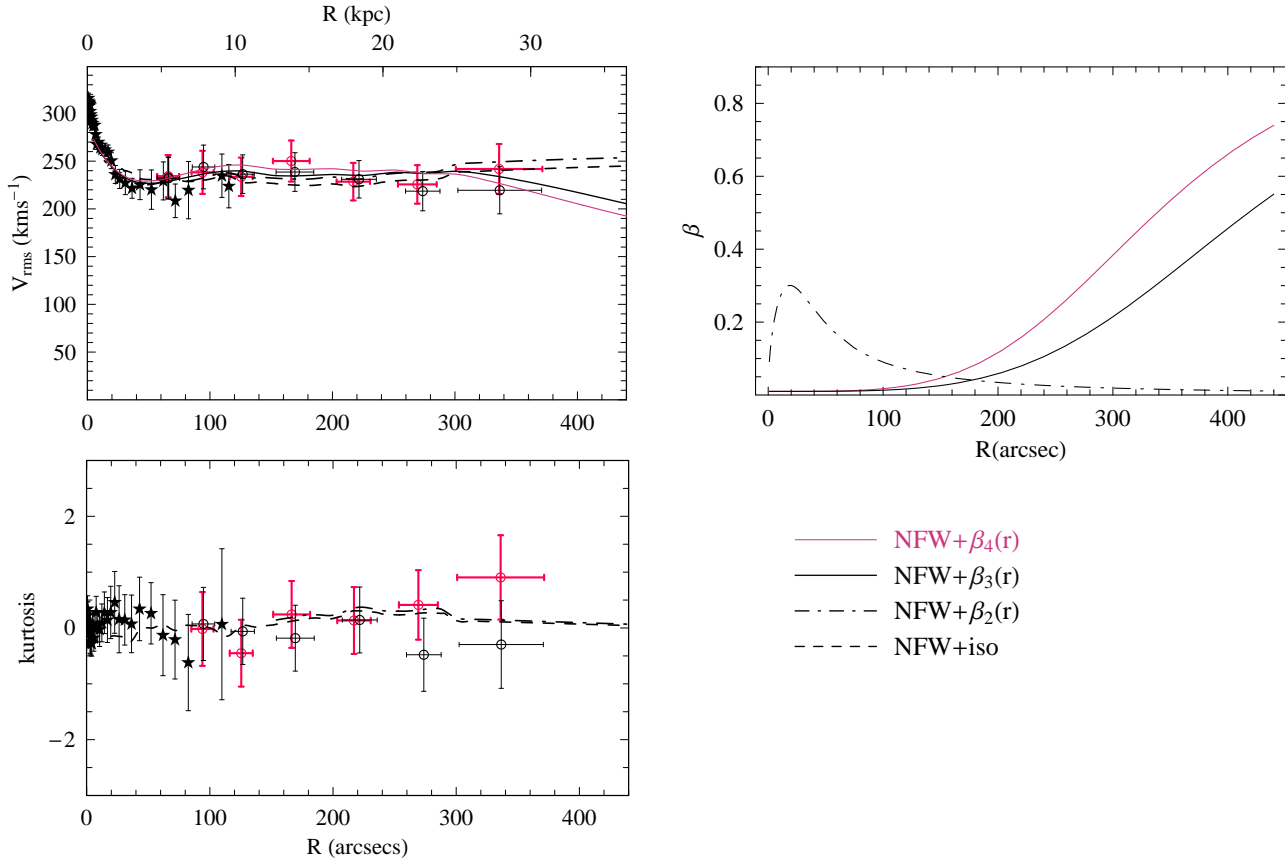 R (kpc)
0 10 20 30
300
250
200
150
100
50
V_rms (kms⁻¹)
0 100 200 300 400
0.8
0.6
0.4
0.2
β
0 100 200 300 400
R(arcsec)
2
0
−2
kurtosis
0 100 200 300 400
R (arcsecs)
NFW+β₄(r)
NFW+β₃(r)
NFW+β₂(r)
NFW+iso